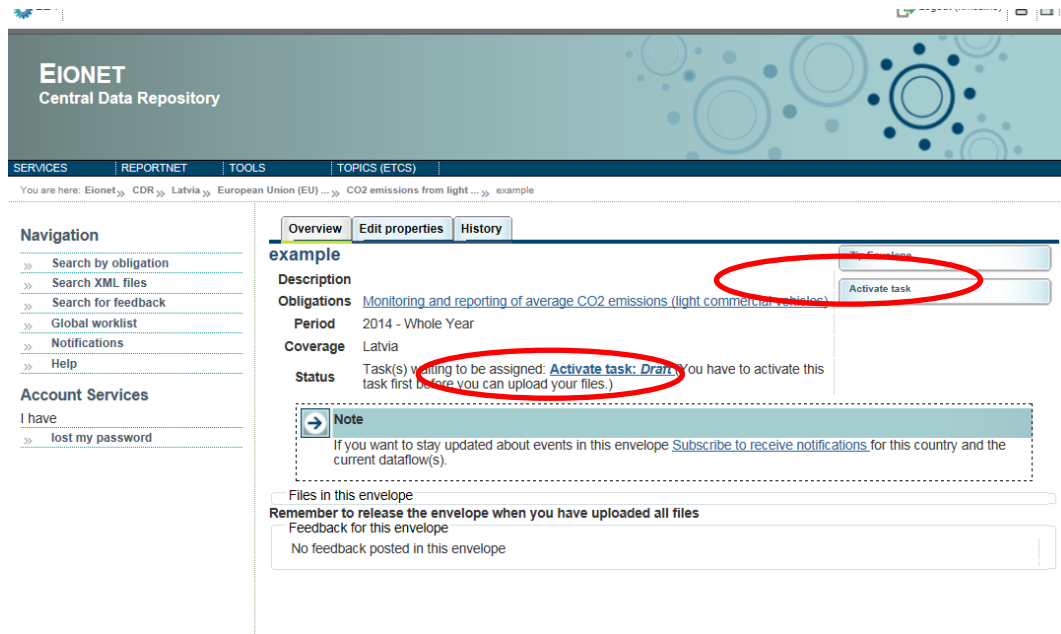 EIONET
Central Data Repository
SERVICES REPORTNET TOOLS TOPICS (ETCS)
You are here: Eionet » CDR » Latvia » European Union (EU) ... » CO2 emissions from light ... » example
Navigation
» Search by obligation
» Search XML files
» Search for feedback
» Global worklist
» Notifications
» Help
Account Services
I have
» lost my password
Overview Edit properties History
example
Description
Obligations Monitoring and reporting of average CO2 emissions (light commercial vehicles)
Period 2014 - Whole Year
Coverage Latvia
Status Task(s) waiting to be assigned: Activate task: Draft (You have to activate this
task first before you can upload your files.)
Zip Envelope
Activate task
Note
If you want to stay updated about events in this envelope Subscribe to receive notifications for this country and the
current dataflow(s).
Files in this envelope
Remember to release the envelope when you have uploaded all files
Feedback for this envelope
No feedback posted in this envelope